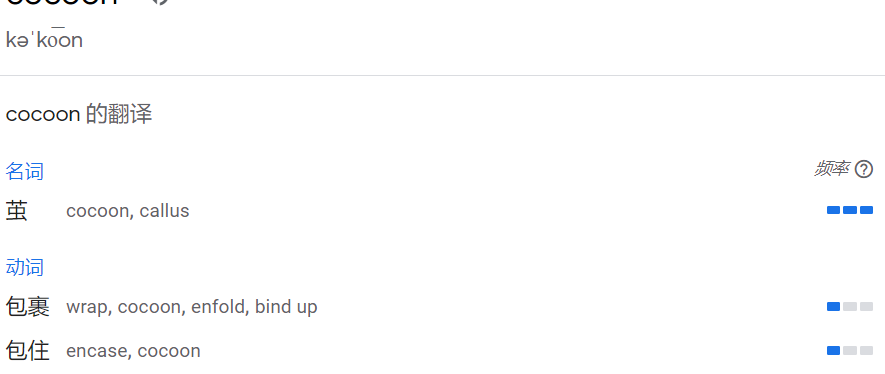 cocoon
kəˈko͞on
cocoon 的翻译
名词 频率
茧 cocoon, callus
动词
包裹 wrap, cocoon, enfold, bind up
包住 encase, cocoon